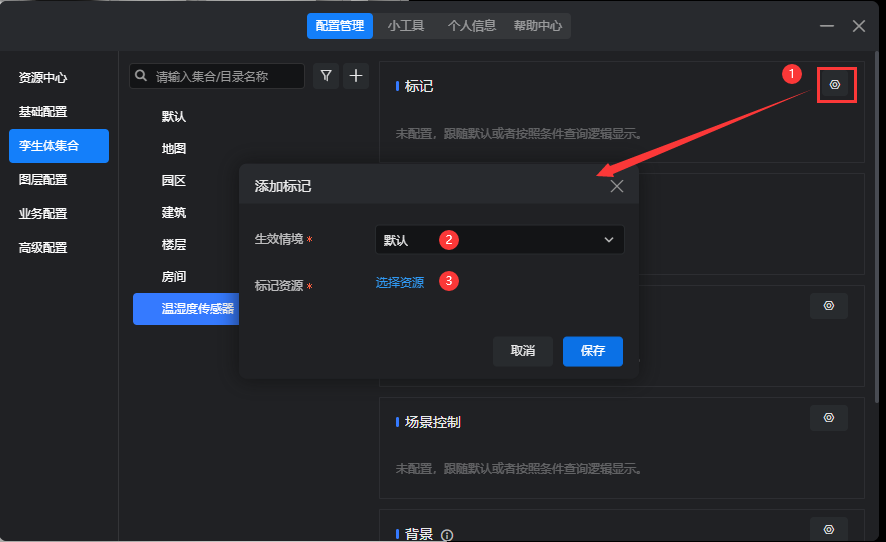 配置管理 小工具 个人信息 帮助中心
资源中心
基础配置
孪生体集合
图层配置
业务配置
高级配置
请输入集合/目录名称
默认
地图
园区
建筑
楼层
房间
温湿度传感器
标记
1
未配置，跟随默认或者按照条件查询逻辑显示。
添加标记
生效情境 * 默认 2
标记资源 * 选择资源 3
取消 保存
场景控制
未配置，跟随默认或者按照条件查询逻辑显示。
背景